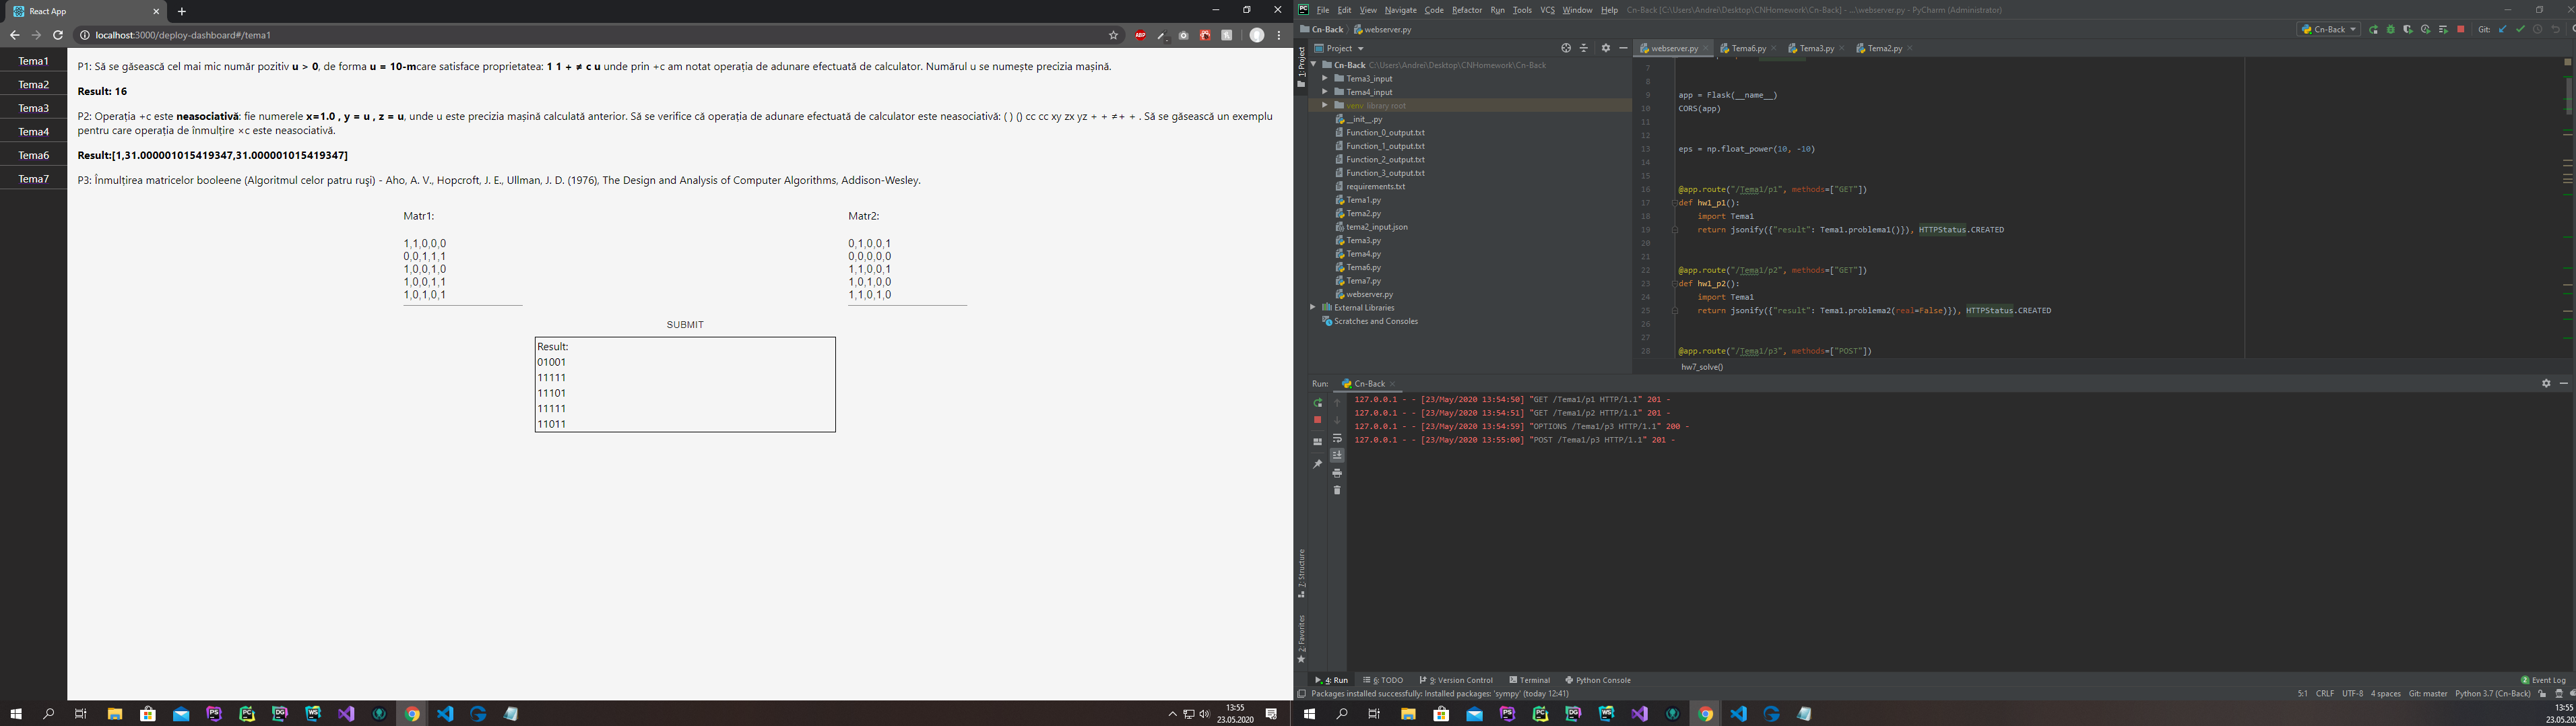 React App
localhost:3000/deploy-dashboard#/tema1
Tema1
Tema2
Tema3
Tema4
Tema6
Tema7
P1: Să se găsească cel mai mic număr pozitiv u > 0, de forma u = 10-mcare satisface proprietatea: 1 1 + ≠ c u unde prin +c am notat operația de adunare efectuată de calculator. Numărul u se numește precizia mașină.
Result: 16
P2: Operația +c este neasociativă: fie numerele x=1.0 , y = u , z = u, unde u este precizia mașină calculată anterior. Să se verifice că operația de adunare efectuată de calculator este neasociativă: ( ) () cc cc xy zx yz + + ≠+ + . Să se găsească un exemplu
pentru care operația de înmulțire ×c este neasociativă.
Result:[1,31.000001015419347,31.000001015419347]
P3: Înmulțirea matricelor booleene (Algoritmul celor patru ruși) - Aho, A. V., Hopcroft, J. E., Ullman, J. D. (1976), The Design and Analysis of Computer Algorithms, Addison-Wesley.
Matr1:
1,1,0,0,0
0,0,1,1,1
1,0,0,1,0
1,0,0,1,1
1,0,1,0,1
Matr2:
0,1,0,0,1
0,0,0,0,0
1,1,0,0,1
1,0,1,0,0
1,1,0,1,0
SUBMIT
Result:
01001
11111
11101
11111
11011
13:55
23.05.2020
File Edit View Navigate Code Refactor Run Tools VCS Window Help Cn-Back [C:\Users\Andrei\Desktop\CNHomework\Cn-Back] - ...\webserver.py - PyCharm (Administrator)
Cn-Back webserver.py
Cn-Back
Git:
1: Project
Project
webserver.py Tema6.py Tema3.py Tema2.py
Cn-Back C:\Users\Andrei\Desktop\CNHomework\Cn-Back
Tema3_input
Tema4_input
venv library root
__init__.py
Function_0_output.txt
Function_1_output.txt
Function_2_output.txt
Function_3_output.txt
requirements.txt
Tema1.py
Tema2.py
tema2_input.json
Tema3.py
Tema4.py
Tema6.py
Tema7.py
webserver.py
External Libraries
Scratches and Consoles
7
8
9 app = Flask(__name__)
10 CORS(app)
11
12
13 eps = np.float_power(10, -10)
14
15
16 @app.route("/Tema1/p1", methods=["GET"])
17 def hw1_p1():
18 import Tema1
19 return jsonify({"result": Tema1.problema1()}), HTTPStatus.CREATED
20
21
22 @app.route("/Tema1/p2", methods=["GET"])
23 def hw1_p2():
24 import Tema1
25 return jsonify({"result": Tema1.problema2(real=False)}), HTTPStatus.CREATED
26
27
28 @app.route("/Tema1/p3", methods=["POST"])
hw7_solve()
Run: Cn-Back
127.0.0.1 - - [23/May/2020 13:54:50] "GET /Tema1/p1 HTTP/1.1" 201 -
127.0.0.1 - - [23/May/2020 13:54:51] "GET /Tema1/p2 HTTP/1.1" 201 -
127.0.0.1 - - [23/May/2020 13:54:59] "OPTIONS /Tema1/p3 HTTP/1.1" 200 -
127.0.0.1 - - [23/May/2020 13:55:00] "POST /Tema1/p3 HTTP/1.1" 201 -
7: Structure
2: Favorites
4: Run 6: TODO 9: Version Control Terminal Python Console
2 Event Log
Packages installed successfully: Installed packages: 'sympy' (today 12:41)
5:1 CRLF UTF-8 4 spaces Git: master Python 3.7 (Cn-Back)
13:55
23.05.20